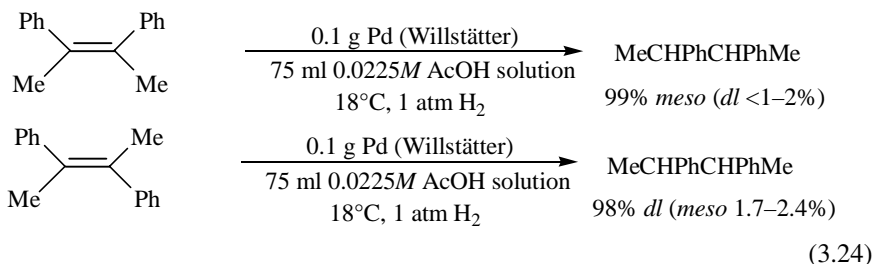 Ph Ph
Me Me
0.1 g Pd (Willstätter)
75 ml 0.0225M AcOH solution
18°C, 1 atm H2
MeCHPhCHPhMe
99% meso (dl <1–2%)
Ph Me
Me Ph
0.1 g Pd (Willstätter)
75 ml 0.0225M AcOH solution
18°C, 1 atm H2
MeCHPhCHPhMe
98% dl (meso 1.7–2.4%)
(3.24)